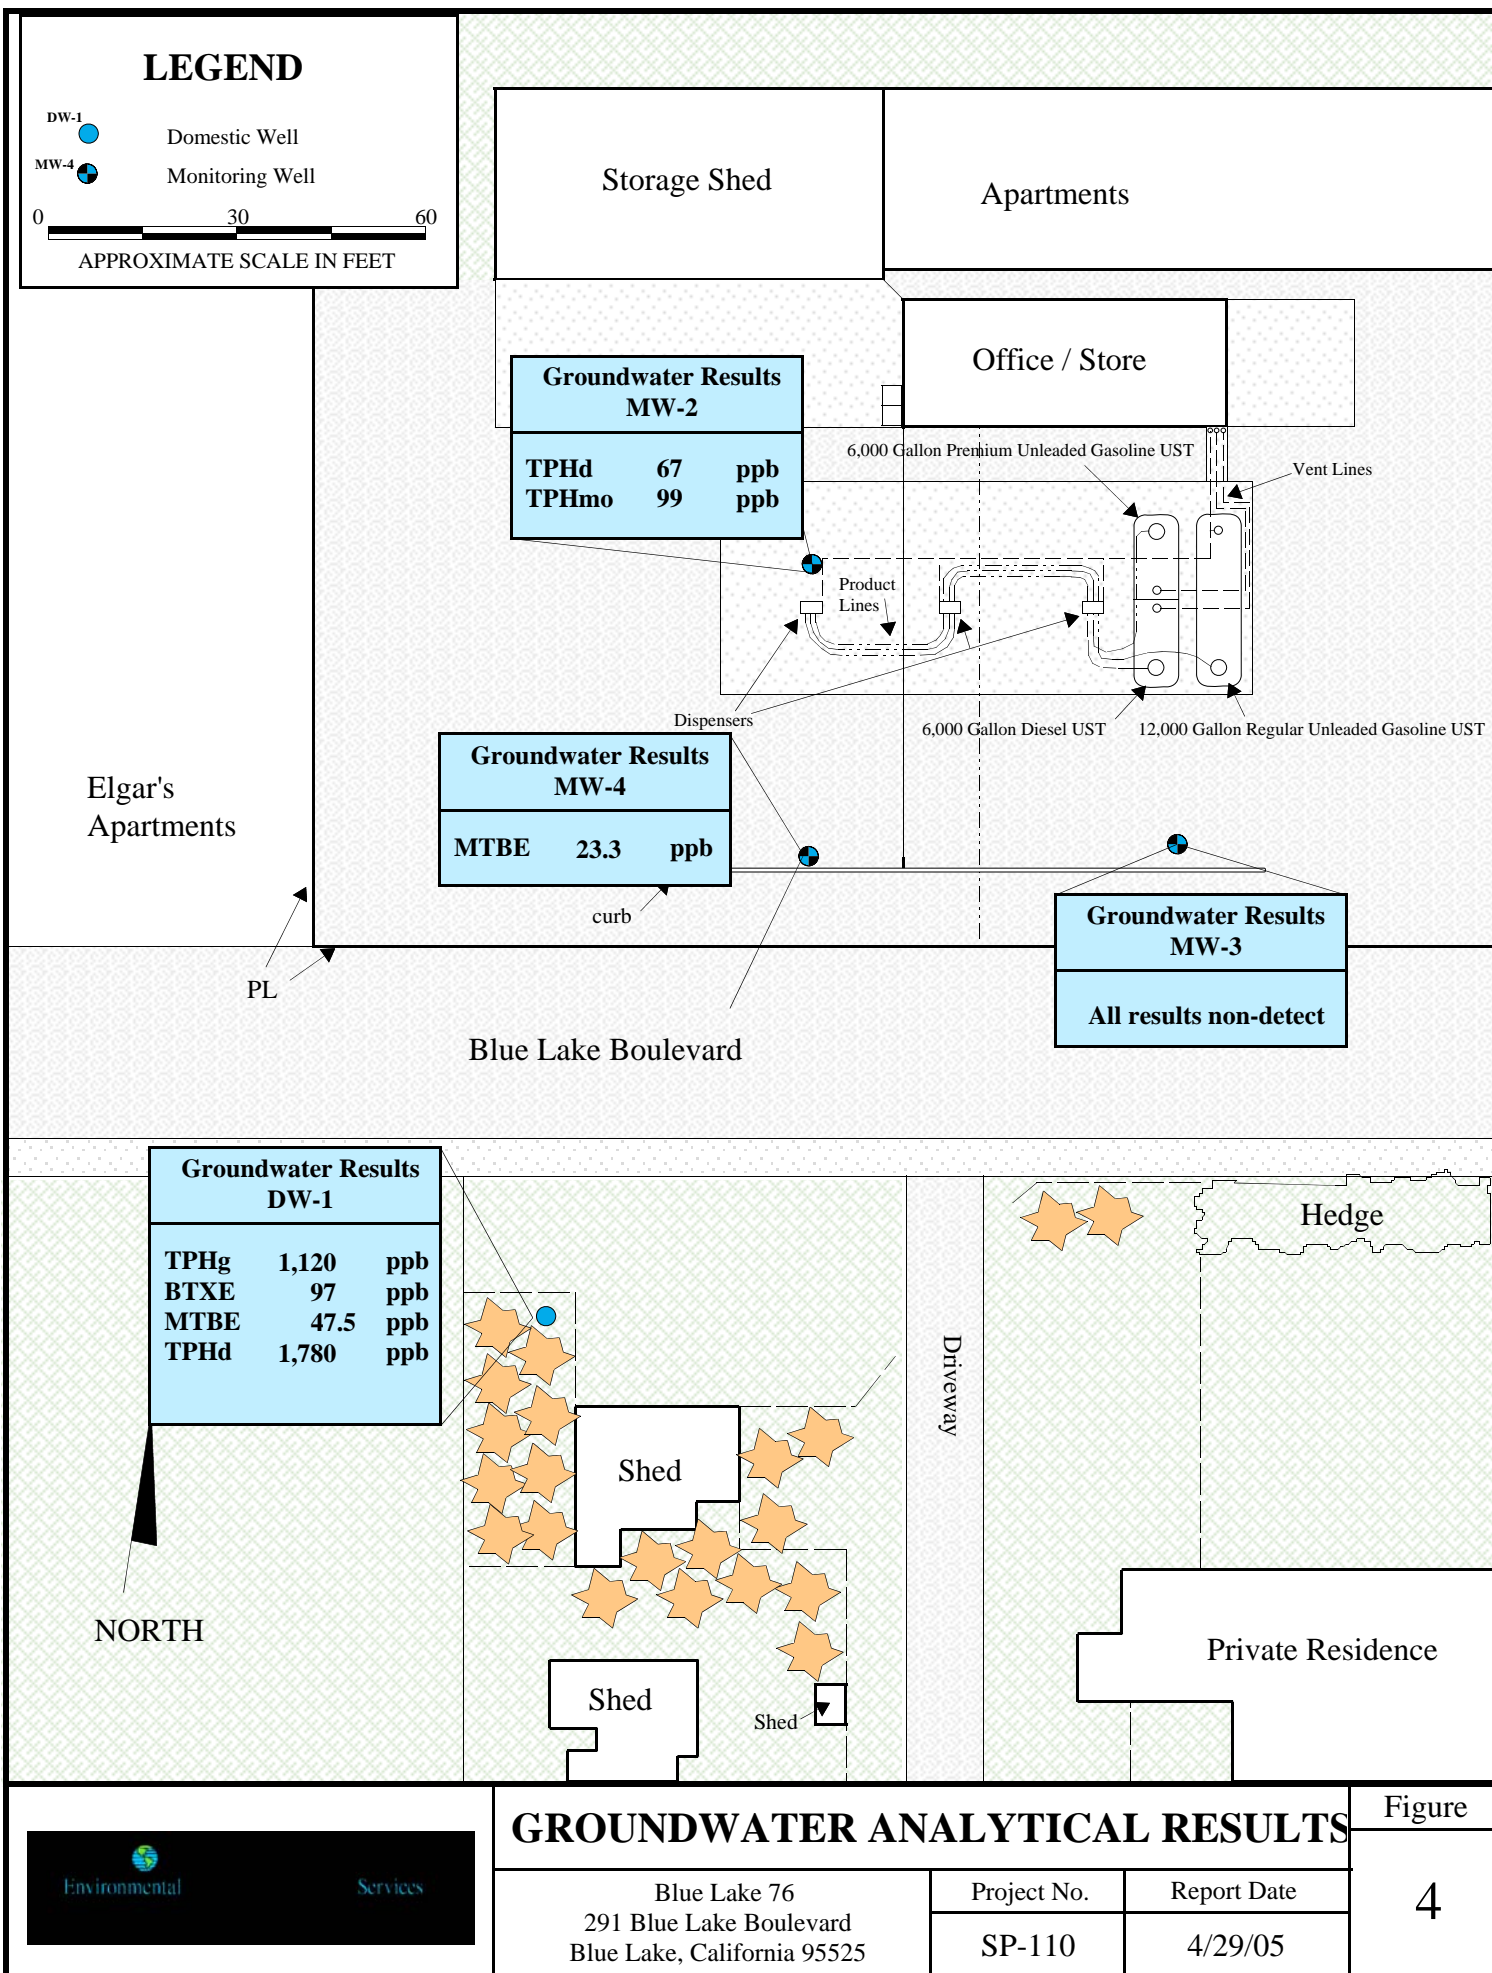 LEGEND
DW-1
Domestic Well
MW-4
Monitoring Well
0 30 60
APPROXIMATE SCALE IN FEET
Storage Shed
Apartments
Office / Store
Groundwater Results
MW-2
TPHd 67 ppb
TPHmo 99 ppb
6,000 Gallon Premium Unleaded Gasoline UST
Vent Lines
Product
Lines
Dispensers
6,000 Gallon Diesel UST
12,000 Gallon Regular Unleaded Gasoline UST
Groundwater Results
MW-4
MTBE 23.3 ppb
Elgar's
Apartments
curb
PL
Groundwater Results
MW-3
All results non-detect
Blue Lake Boulevard
Groundwater Results
DW-1
TPHg 1,120 ppb
BTXE 97 ppb
MTBE 47.5 ppb
TPHd 1,780 ppb
Hedge
Driveway
Shed
NORTH
Private Residence
Shed
Shed
Environmental Services
GROUNDWATER ANALYTICAL RESULTS
Blue Lake 76
291 Blue Lake Boulevard
Blue Lake, California 95525
Project No.
SP-110
Report Date
4/29/05
Figure
4